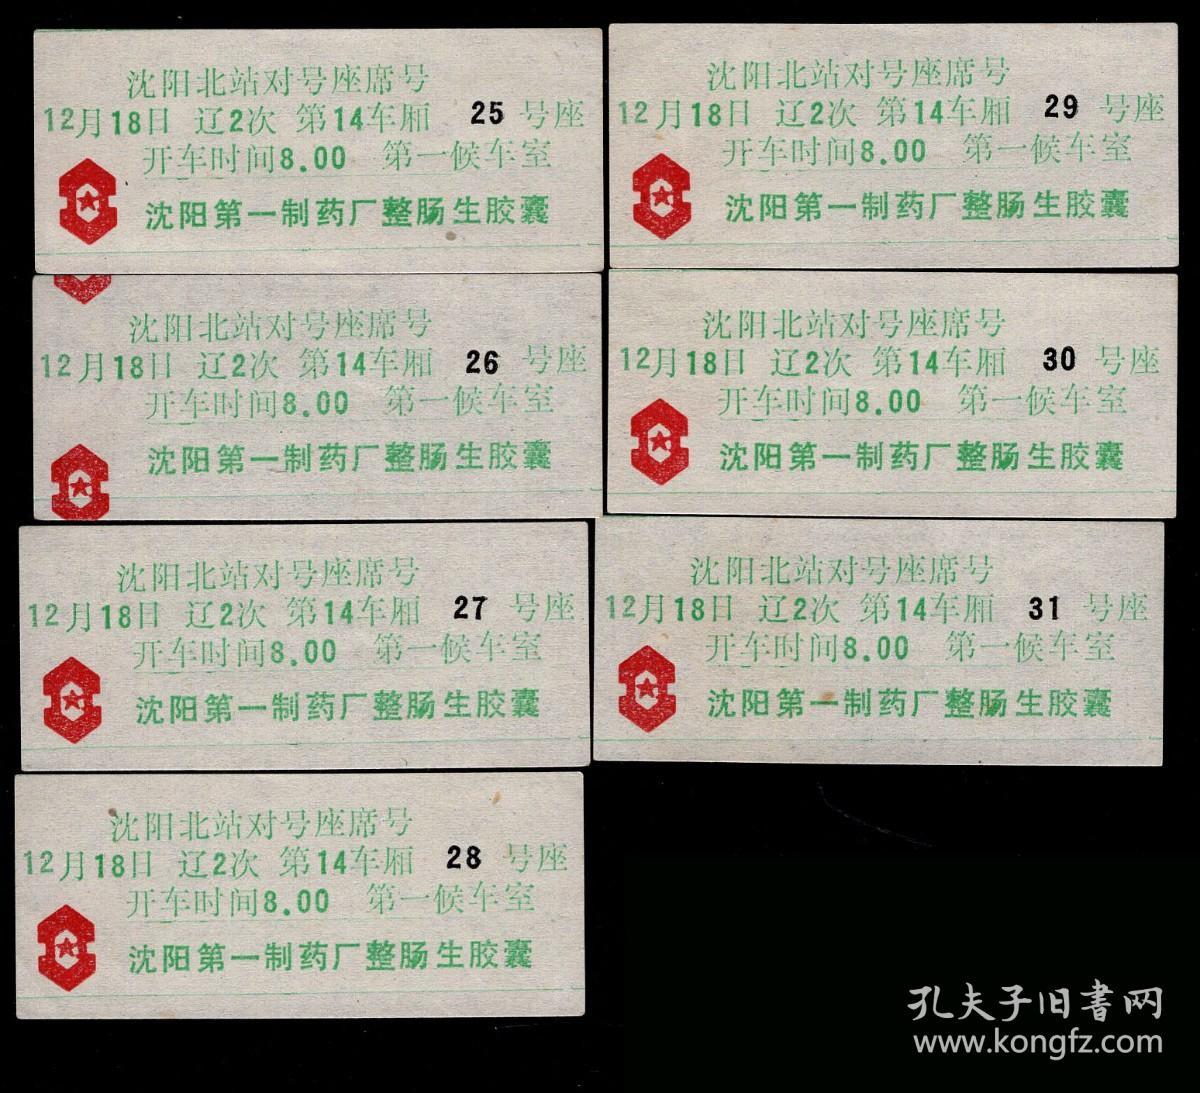 沈阳北站对号座席号
12月18日 辽2次 第14车厢 25 号座
开车时间8.00 第一候车室
沈阳第一制药厂整肠生胶囊
沈阳北站对号座席号
12月18日 辽2次 第14车厢 26 号座
开车时间8.00 第一候车室
沈阳第一制药厂整肠生胶囊
沈阳北站对号座席号
12月18日 辽2次 第14车厢 27 号座
开车时间8.00 第一候车室
沈阳第一制药厂整肠生胶囊
沈阳北站对号座席号
12月18日 辽2次 第14车厢 28 号座
开车时间8.00 第一候车室
沈阳第一制药厂整肠生胶囊
沈阳北站对号座席号
12月18日 辽2次 第14车厢 29 号座
开车时间8.00 第一候车室
沈阳第一制药厂整肠生胶囊
沈阳北站对号座席号
12月18日 辽2次 第14车厢 30 号座
开车时间8.00 第一候车室
沈阳第一制药厂整肠生胶囊
沈阳北站对号座席号
12月18日 辽2次 第14车厢 31 号座
开车时间8.00 第一候车室
沈阳第一制药厂整肠生胶囊
孔夫子旧書网
www.kongfz.com